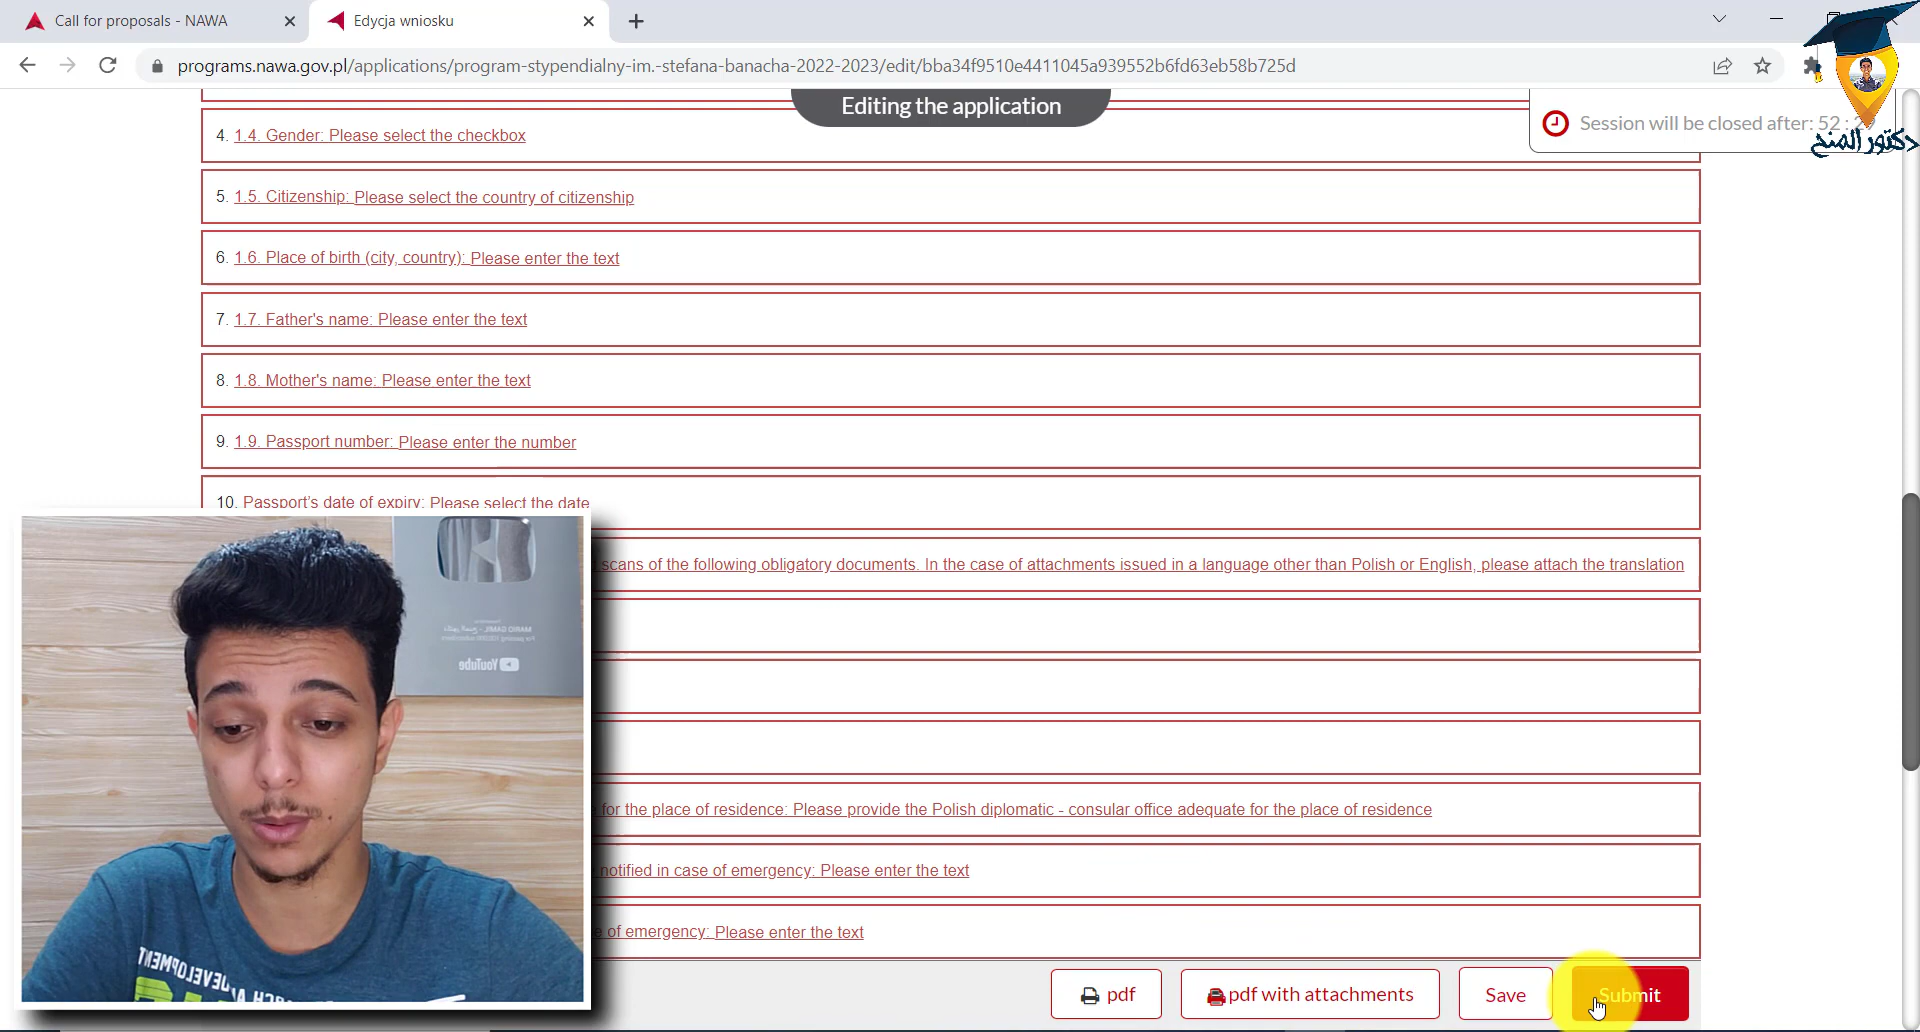 Call for proposals - NAWA
Edycja wniosku
programs.nawa.gov.pl/applications/program-stypendialny-im.-stefana-banacha-2022-2023/edit/bba34f9510e4411045a939552b6fd63eb58b725d
Editing the application
Session will be closed after: 52 :
دكتور المنح
4. 1.4. Gender: Please select the checkbox
5. 1.5. Citizenship: Please select the country of citizenship
6. 1.6. Place of birth (city, country): Please enter the text
7. 1.7. Father's name: Please enter the text
8. 1.8. Mother's name: Please enter the text
9. 1.9. Passport number: Please enter the number
10. Passport's date of expiry: Please select the date
scans of the following obligatory documents. In the case of attachments issued in a language other than Polish or English, please attach the translation
for the place of residence: Please provide the Polish diplomatic - consular office adequate for the place of residence
notified in case of emergency: Please enter the text
e of emergency: Please enter the text
MARIO GAMIL
YouTube
DEVELOPMENT
pdf
pdf with attachments
Save
Submit